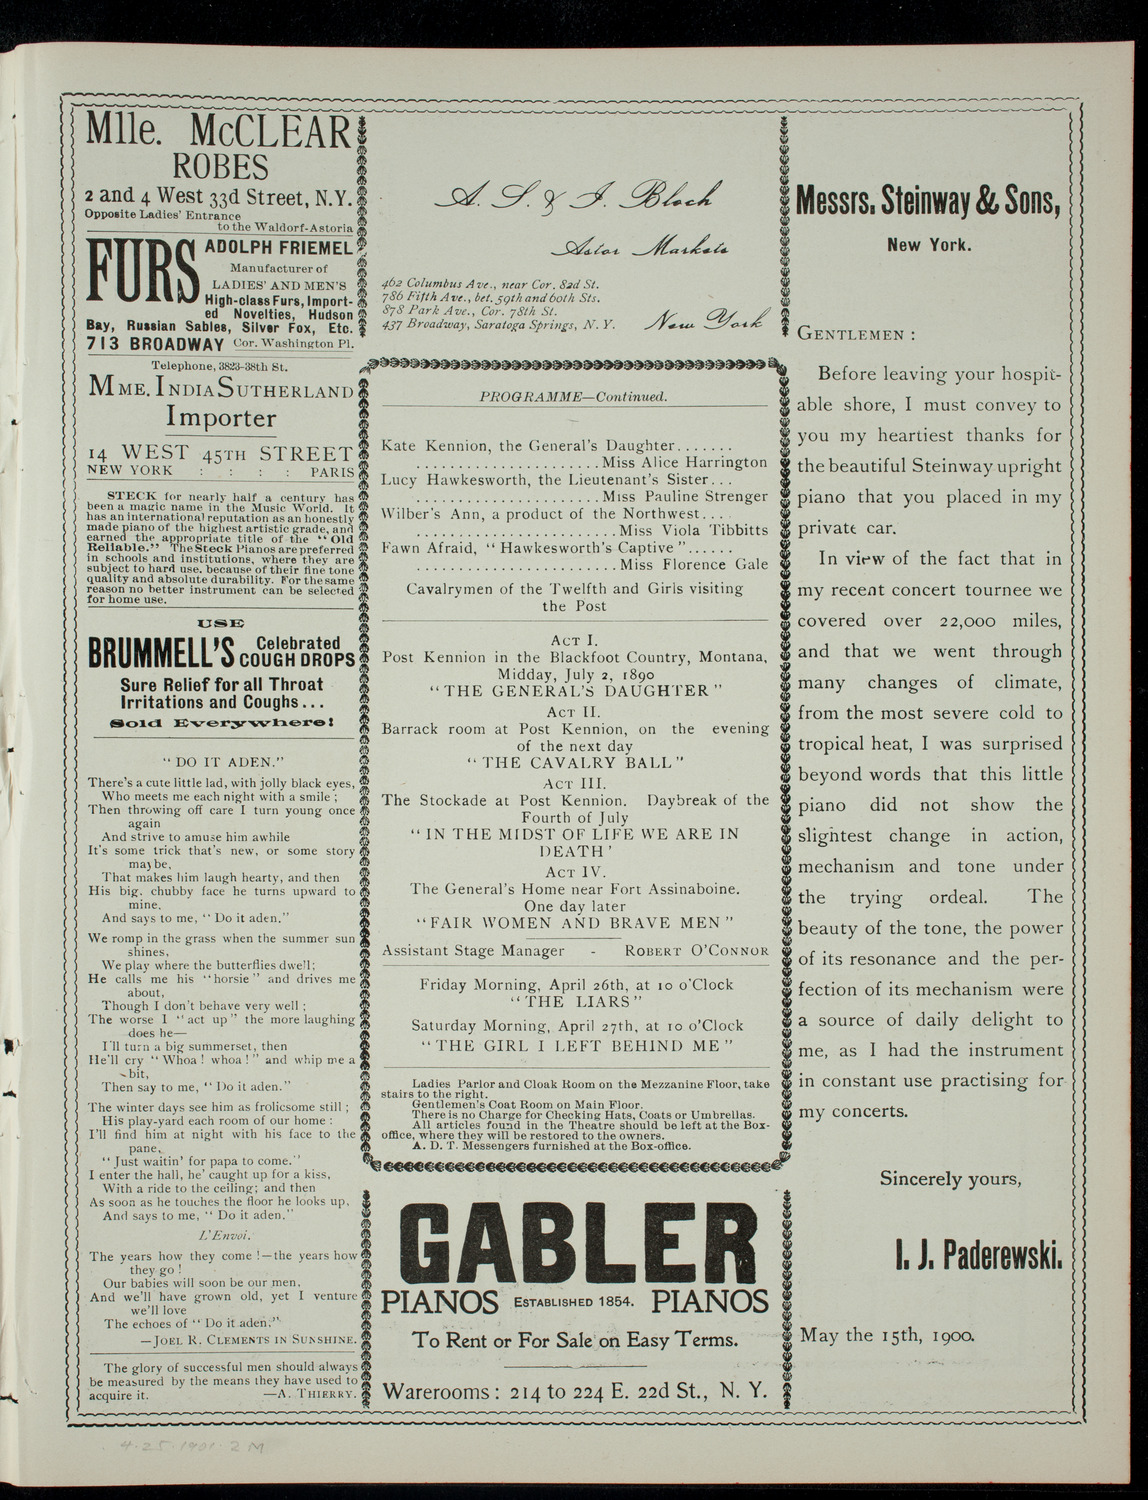 Mlle. McCLEAR
ROBES
2 and 4 West 33d Street, N.Y.
Opposite Ladies' Entrance
to the Waldorf-Astoria
FURS
ADOLPH FRIEMEL
Manufacturer of
LADIES' AND MEN'S
High-class Furs, Import-
ed Novelties, Hudson
Bay, Russian Sables, Silver Fox, Etc.
713 BROADWAY Cor. Washington Pl.
Telephone, 3823-38th St.
MME. INDIA SUTHERLAND
Importer
14 WEST 45TH STREET
NEW YORK : : : : PARIS
STECK for nearly half a century has
been a magic name in the Music World. It
has an international reputation as an honestly
made piano of the highest artistic grade, and
earned the appropriate title of the "Old
Reliable." The Steck Pianos are preferred
in schools and institutions, where they are
subject to hard use, because of their fine tone
quality and absolute durability. For the same
reason no better instrument can be selected
for home use.
USE
BRUMMELL'S Celebrated
COUGH DROPS
Sure Relief for all Throat
Irritations and Coughs...
Sold Everywhere!
"DO IT ADEN."
There's a cute little lad, with jolly black eyes,
Who meets me each night with a smile;
Then throwing off care I turn young once
again
And strive to amuse him awhile
It's some trick that's new, or some story
maybe,
That makes him laugh hearty, and then
His big, chubby face he turns upward to
mine,
And says to me, "Do it aden."
We romp in the grass when the summer sun
shines,
We play where the butterflies dwell;
He calls me his "horsie" and drives me
about,
Though I don't behave very well;
The worse I "act up" the more laughing
does he—
I'll turn a big summerset, then
He'll cry "Whoa! whoa!" and whip me a
bit,
Then say to me, "Do it aden."
The winter days see him as frolicsome still;
His play-yard each room of our home:
I'll find him at night with his face to the
pane,
"Just waitin' for papa to come."
I enter the hall, he' caught up for a kiss,
With a ride to the ceiling; and then
As soon as he touches the floor he looks up,
And says to me, "Do it aden."
L'Envoi.
The years how they come!—the years how
they go!
Our babies will soon be our men,
And we'll have grown old, yet I venture
we'll love
The echoes of "Do it aden."
—JOEL R. CLEMENTS IN SUNSHINE.
The glory of successful men should always
be measured by the means they have used to
acquire it. —A. THIERRY.
A. S. & J. Bloch
Astor Markets
462 Columbus Ave., near Cor. 82d St.
786 Fifth Ave., bet. 59th and 60th Sts.
878 Park Ave., Cor. 78th St.
437 Broadway, Saratoga Springs, N. Y.
New York
PROGRAMME—Continued.
Kate Kennion, the General's Daughter.......
......................Miss Alice Harrington
Lucy Hawkesworth, the Lieutenant's Sister...
......................Miss Pauline Strenger
Wilber's Ann, a product of the Northwest....
........................Miss Viola Tibbitts
Fawn Afraid, "Hawkesworth's Captive"......
........................Miss Florence Gale
Cavalrymen of the Twelfth and Girls visiting
the Post
ACT I.
Post Kennion in the Blackfoot Country, Montana,
Midday, July 2, 1890
"THE GENERAL'S DAUGHTER"
ACT II.
Barrack room at Post Kennion, on the evening
of the next day
"THE CAVALRY BALL"
ACT III.
The Stockade at Post Kennion. Daybreak of the
Fourth of July
"IN THE MIDST OF LIFE WE ARE IN
DEATH'
ACT IV.
The General's Home near Fort Assinaboine.
One day later
"FAIR WOMEN AND BRAVE MEN"
Assistant Stage Manager - ROBERT O'CONNOR
Friday Morning, April 26th, at 10 o'Clock
"THE LIARS"
Saturday Morning, April 27th, at 10 o'Clock
"THE GIRL I LEFT BEHIND ME"
Ladies Parlor and Cloak Room on the Mezzanine Floor, take
stairs to the right.
Gentlemen's Coat Room on Main Floor.
There is no Charge for Checking Hats, Coats or Umbrellas.
All articles found in the Theatre should be left at the Box-
office, where they will be restored to the owners.
A. D. T. Messengers furnished at the Box-office.
GABLER
PIANOS ESTABLISHED 1854. PIANOS
To Rent or For Sale on Easy Terms.
Warerooms: 214 to 224 E. 22d St., N. Y.
Messrs. Steinway & Sons,
New York.
GENTLEMEN:
Before leaving your hospit-
able shore, I must convey to
you my heartiest thanks for
the beautiful Steinway upright
piano that you placed in my
private car.
In view of the fact that in
my recent concert tournee we
covered over 22,000 miles,
and that we went through
many changes of climate,
from the most severe cold to
tropical heat, I was surprised
beyond words that this little
piano did not show the
slightest change in action,
mechanism and tone under
the trying ordeal. The
beauty of the tone, the power
of its resonance and the per-
fection of its mechanism were
a source of daily delight to
me, as I had the instrument
in constant use practising for
my concerts.
Sincerely yours,
I. J. Paderewski.
May the 15th, 1900.
4-25-1901-2 M